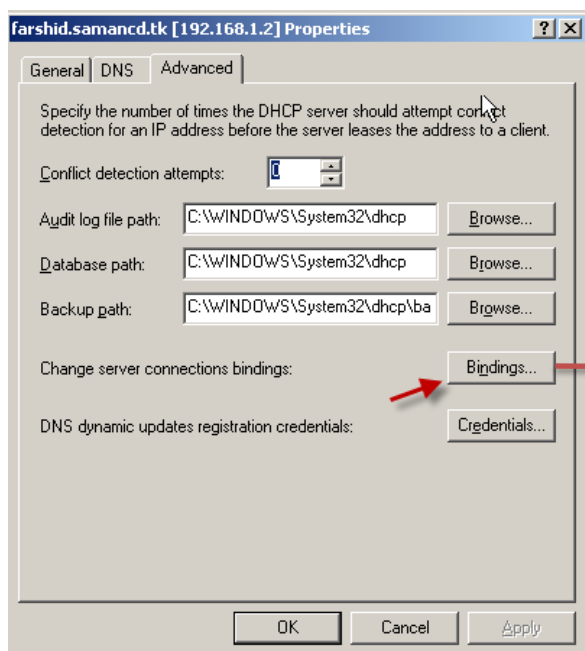 farshid.samancd.tk [192.168.1.2] Properties
General DNS Advanced
Specify the number of times the DHCP server should attempt conflict
detection for an IP address before the server leases the address to a client.
Conflict detection attempts: 0
Audit log file path: C:\WINDOWS\System32\dhcp Browse...
Database path: C:\WINDOWS\System32\dhcp Browse...
Backup path: C:\WINDOWS\System32\dhcp\ba Browse...
Change server connections bindings: Bindings...
DNS dynamic updates registration credentials: Credentials...
OK Cancel Apply